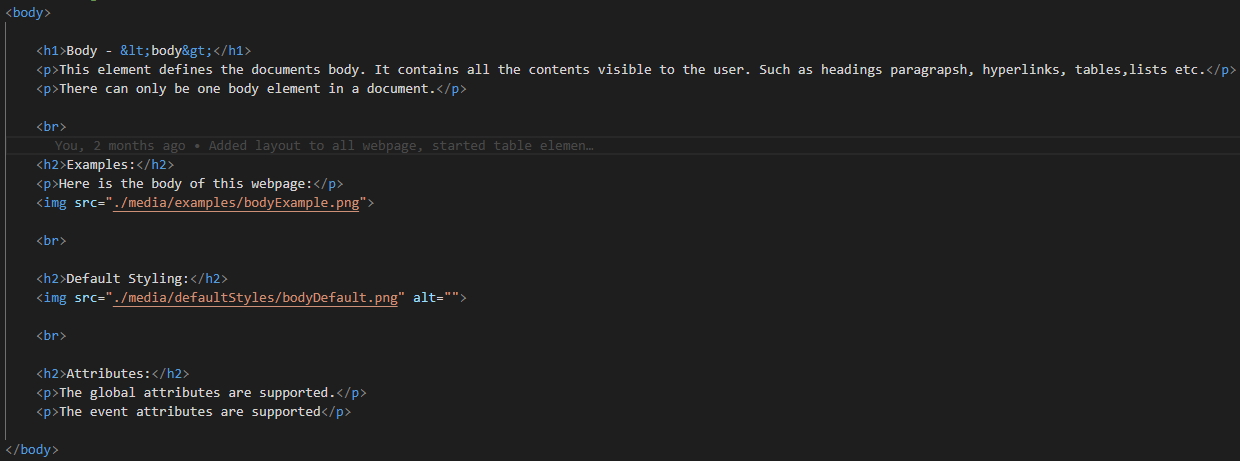 <body>
<h1>Body - &lt;body&gt;</h1>
<p>This element defines the documents body. It contains all the contents visible to the user. Such as headings paragrapsh, hyperlinks, tables,lists etc.</p>
<p>There can only be one body element in a document.</p>
<br>
You, 2 months ago • Added layout to all webpage, started table elemen…
<h2>Examples:</h2>
<p>Here is the body of this webpage:</p>
<img src="./media/examples/bodyExample.png">
<br>
<h2>Default Styling:</h2>
<img src="./media/defaultStyles/bodyDefault.png" alt="">
<br>
<h2>Attributes:</h2>
<p>The global attributes are supported.</p>
<p>The event attributes are supported</p>
</body>